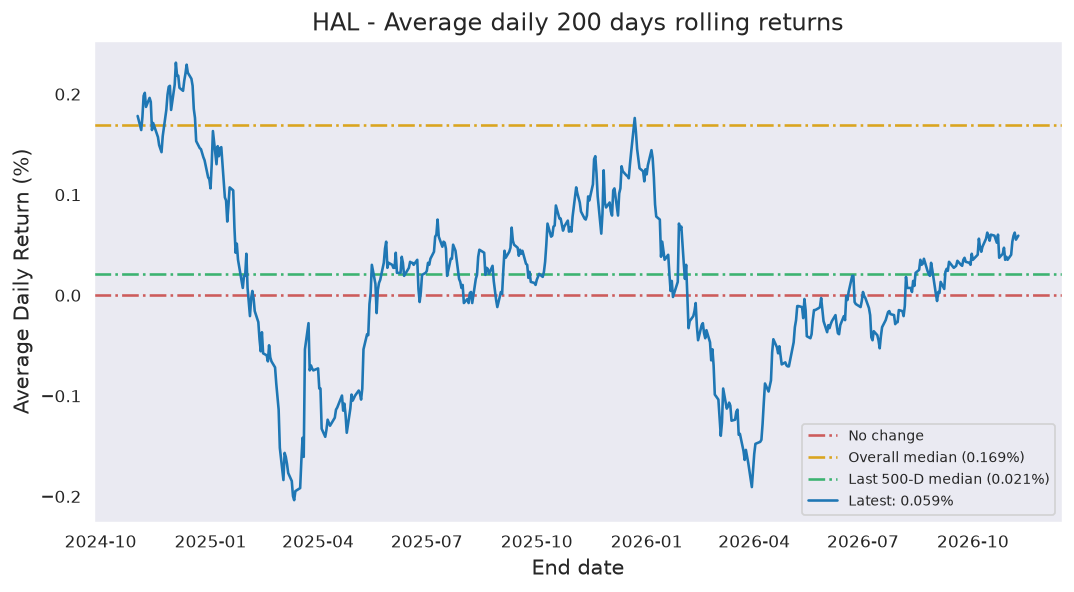 HAL - Average daily 200 days rolling returns
Average Daily Return (%)
0.2
0.1
0.0
−0.1
−0.2
2024-10
2025-01
2025-04
2025-07
2025-10
2026-01
2026-04
2026-07
2026-10
End date
No change
Overall median (0.169%)
Last 500-D median (0.021%)
Latest: 0.059%